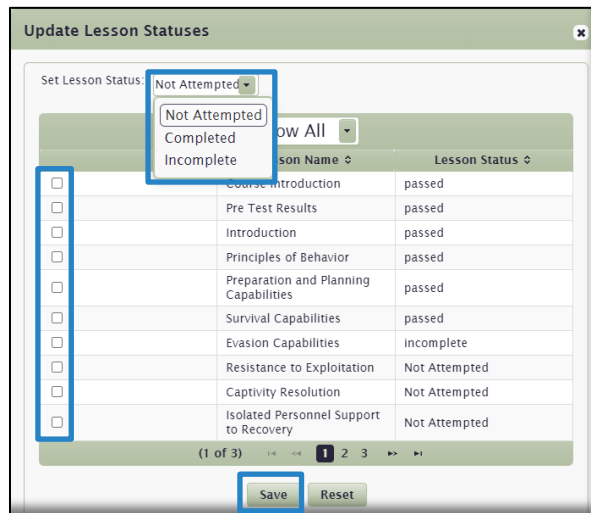 Update Lesson Statuses
Set Lesson Status: Not Attempted
Not Attempted
Completed
Incomplete
All
Name
Lesson Status
Course Introduction passed
Pre Test Results passed
Introduction passed
Principles of Behavior passed
Preparation and Planning
Capabilities
passed
Survival Capabilities passed
Evasion Capabilities incomplete
Resistance to Exploitation Not Attempted
Captivity Resolution Not Attempted
Isolated Personnel Support
to Recovery
Not Attempted
(1 of 3) 1 2 3
Save Reset